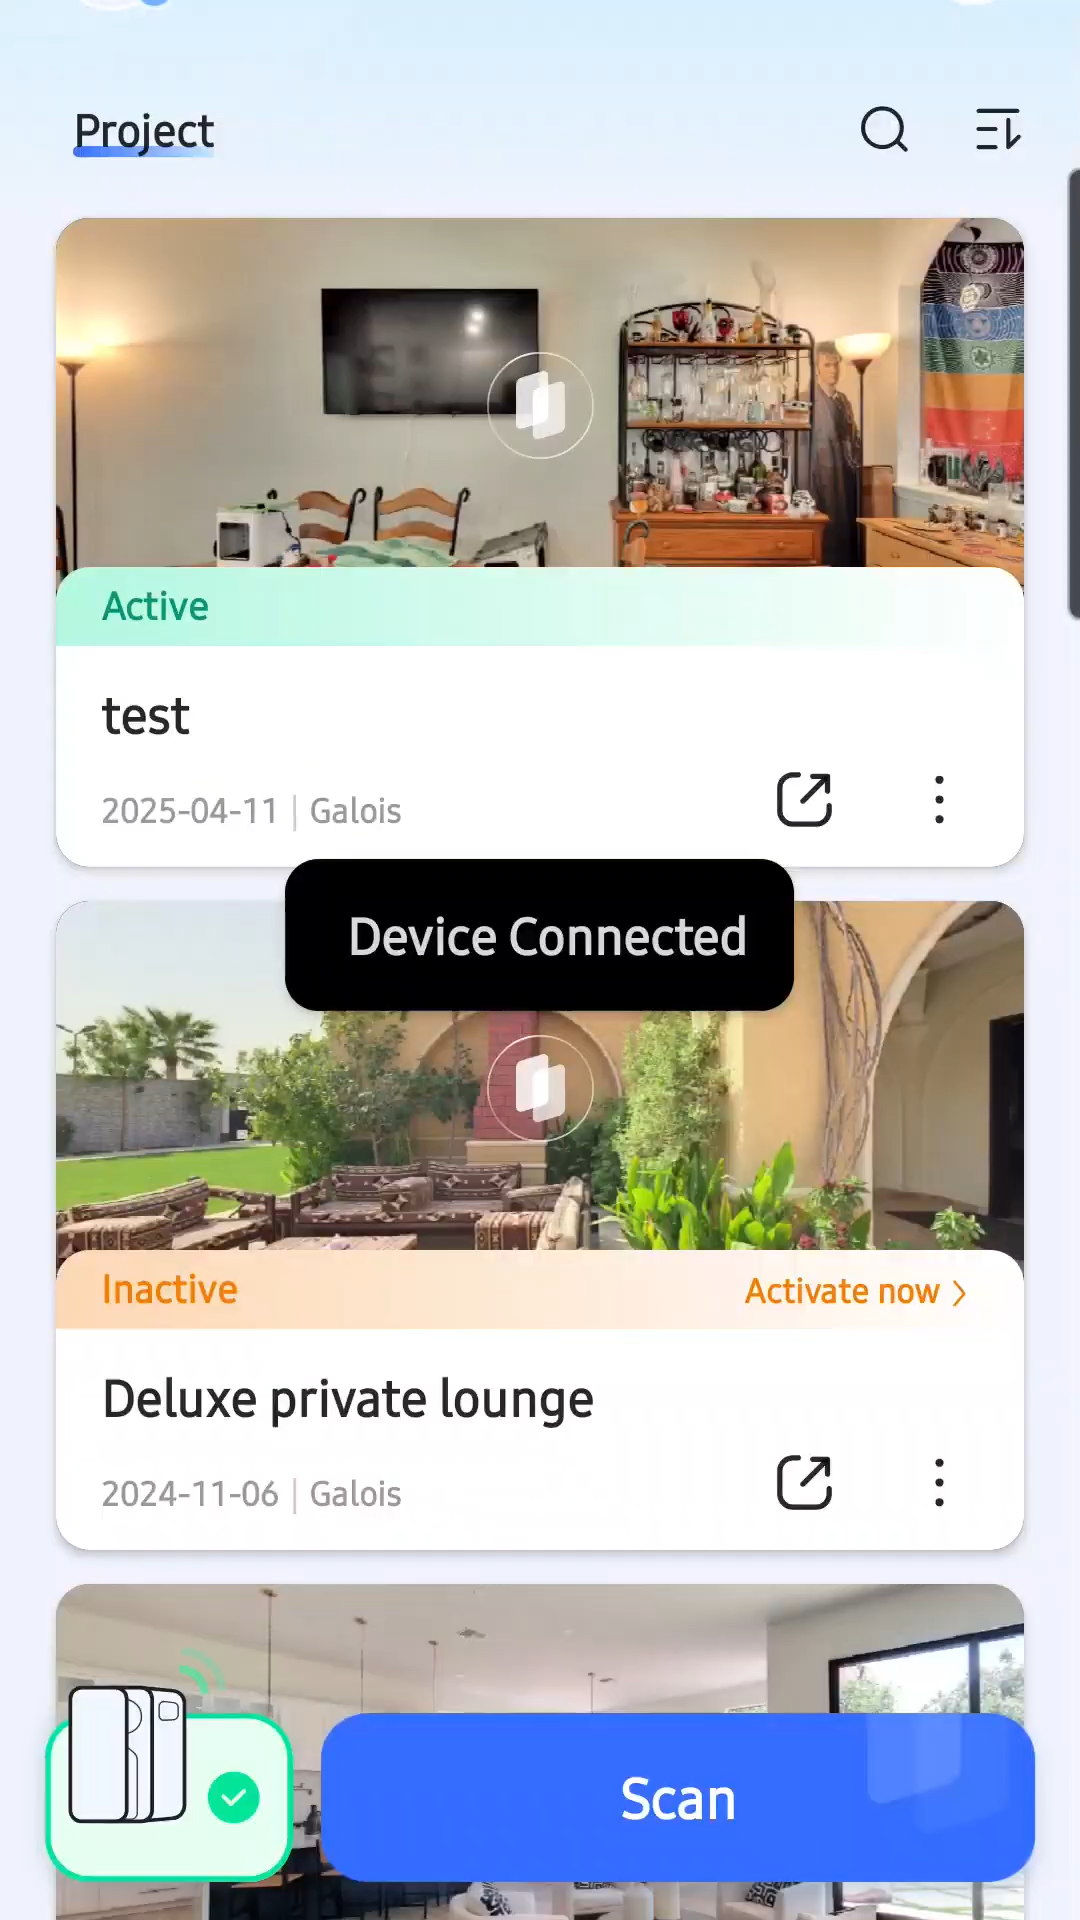 Project
Active
test
2025-04-11 | Galois
Device Connected
Inactive
Activate now >
Deluxe private lounge
2024-11-06 | Galois
Scan